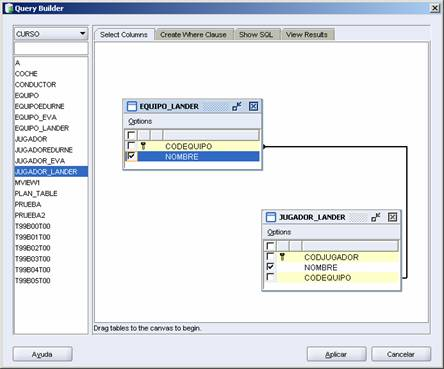 Query Builder
CURSO
A
COCHE
CONDUCTOR
EQUIPO
EQUIPOEDURNE
EQUIPO_EVA
EQUIPO_LANDER
JUGADOR
JUGADOREDURNE
JUGADOR_EVA
JUGADOR_LANDER
MVIEW1
PLAN_TABLE
PRUEBA
PRUEBA2
T99B00T00
T99B01T00
T99B02T00
T99B03T00
T99B04T00
T99B05T00
Select Columns Create Where Clause Show SQL View Results
EQUIPO_LANDER
Options
CODEQUIPO
NOMBRE
JUGADOR_LANDER
Options
CODJUGADOR
NOMBRE
CODEQUIPO
Drag tables to the canvas to begin.
Ayuda Aplicar Cancelar